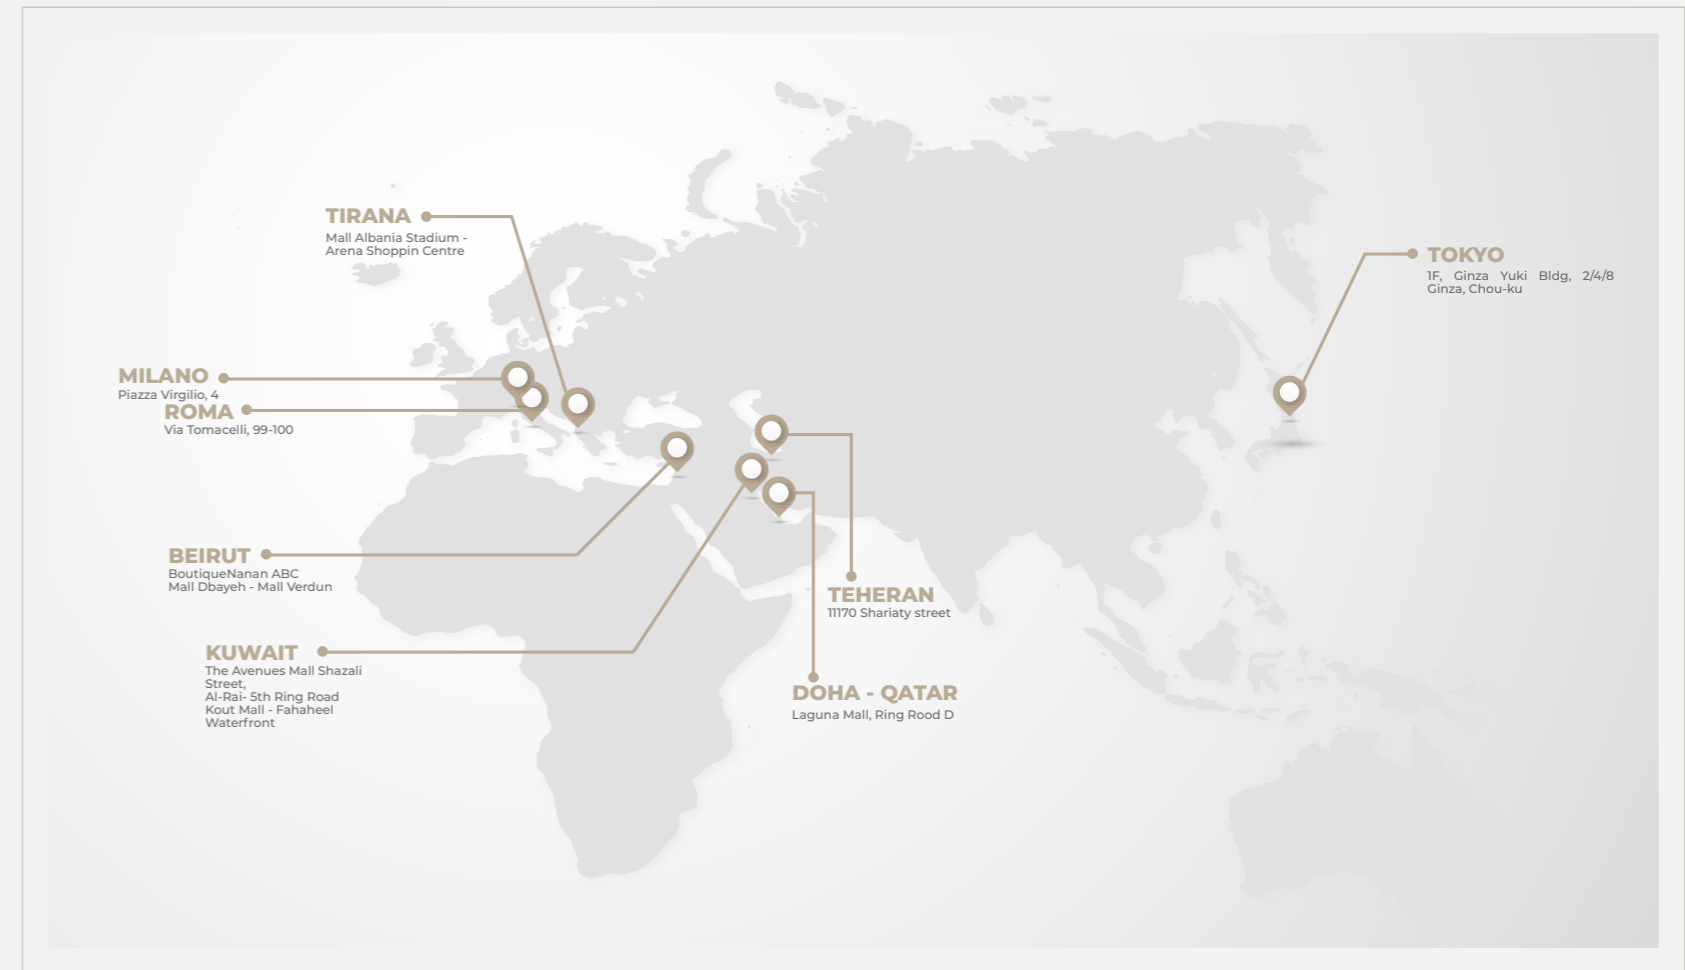 TIRANA
Mall Albania Stadium -
Arena Shoppin Centre
TOKYO
1F, Ginza Yuki Bldg, 2/4/8
Ginza, Chou-ku
MILANO
Piazza Virgilio, 4
ROMA
Via Tomacelli, 99-100
BEIRUT
BoutiqueNanan ABC
Mall Dbayeh - Mall Verdun
TEHERAN
11170 Shariaty street
KUWAIT
The Avenues Mall Shazali
Street,
Al-Rai- 5th Ring Road
Kout Mall - Fahaheel
Waterfront
DOHA - QATAR
Laguna Mall, Ring Rood D